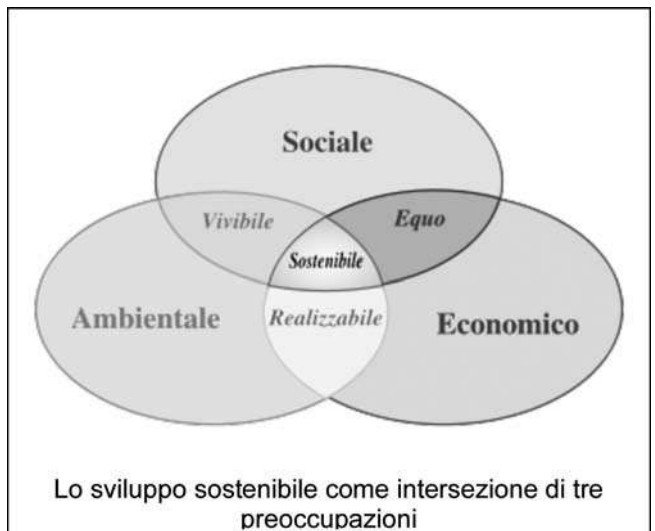 Sociale
Vivibile
Equo
Sostenibile
Ambientale
Realizzabile
Economico
Lo sviluppo sostenibile come intersezione di tre
preoccupazioni